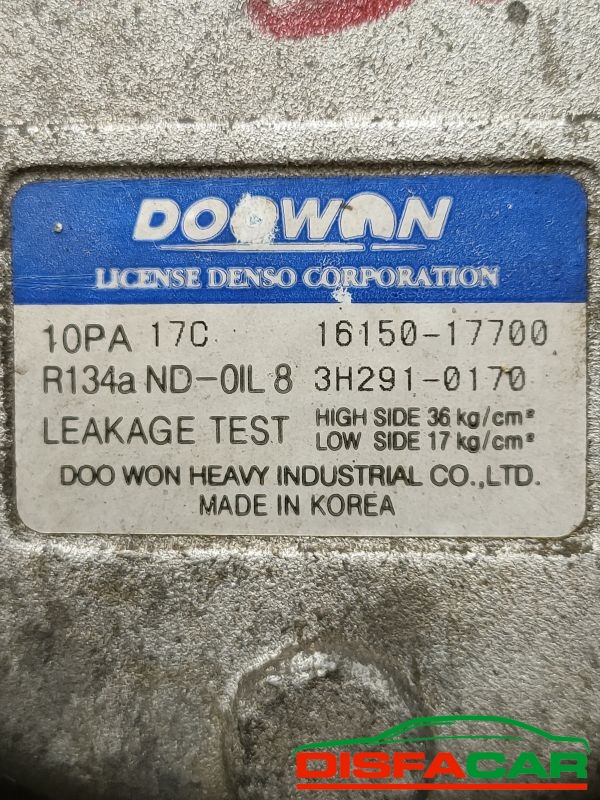 DOOWON
LICENSE DENSO CORPORATION
10PA 17C 16150-17700
R134a ND-OIL 8 3H291-0170
LEAKAGE TEST HIGH SIDE 36 kg/cm²
LOW SIDE 17 kg/cm²
DOO WON HEAVY INDUSTRIAL CO.,LTD.
MADE IN KOREA
DISFACAR